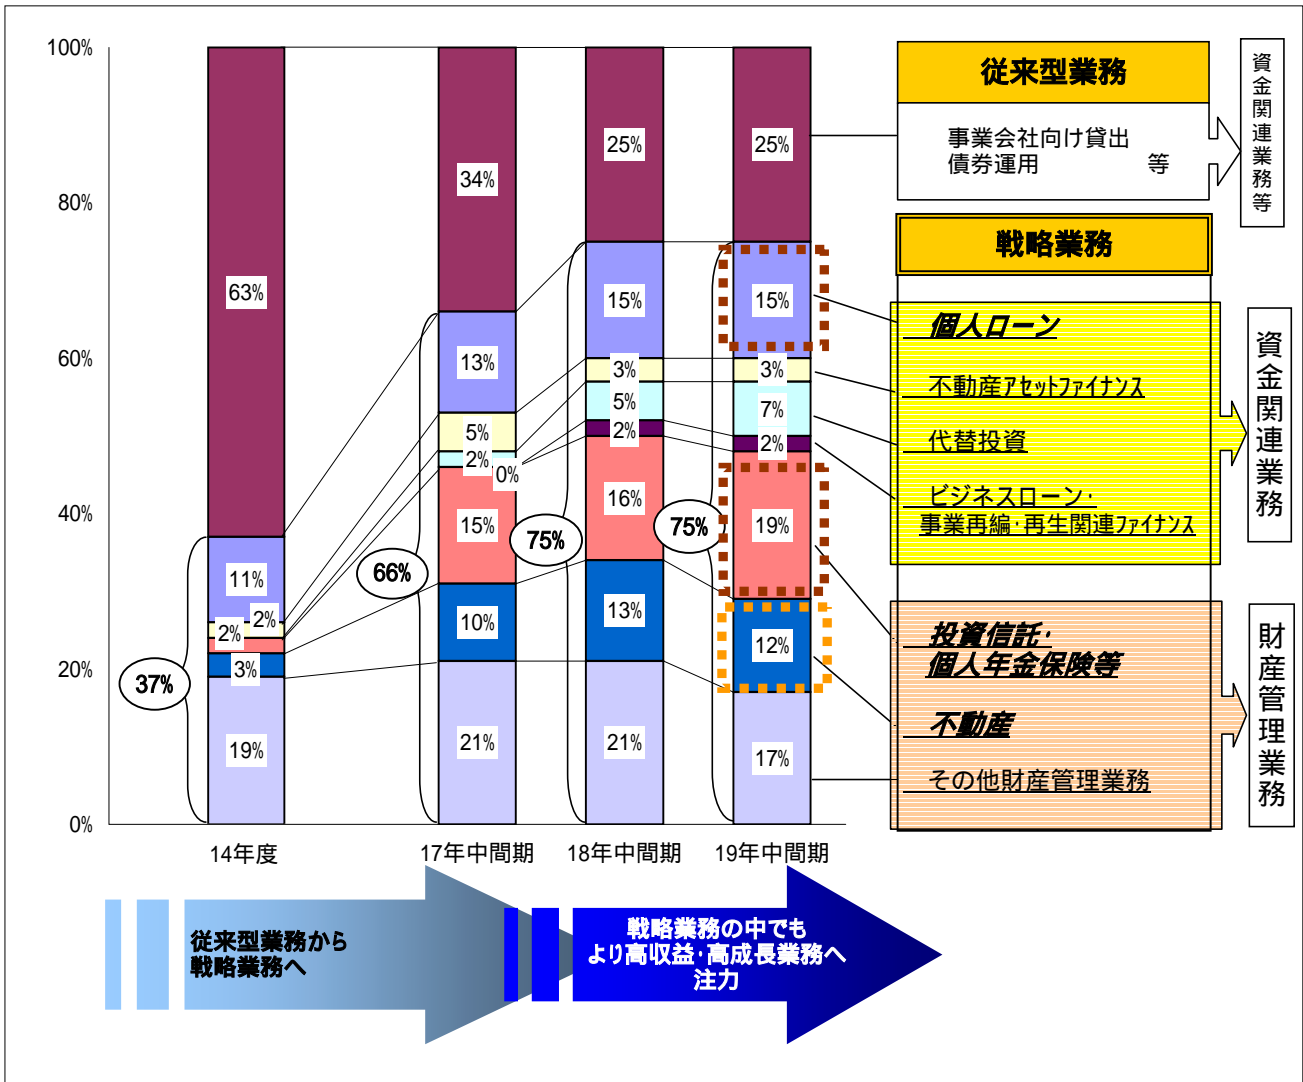 100%
80%
60%
40%
20%
0%
63%
11%
2%
2%
3%
19%
37%
34%
13%
5%
2%
0%
15%
10%
21%
66%
25%
15%
3%
5%
2%
16%
13%
21%
75%
25%
15%
3%
7%
2%
19%
12%
17%
75%
14年度
17年中間期
18年中間期
19年中間期
従来型業務
事業会社向け貸出
債券運用 等
資金関連業務等
戦略業務
個人ローン
不動産アセットファイナンス
代替投資
ビジネスローン・
事業再編・再生関連ファイナンス
資金関連業務
投資信託・
個人年金保険等
不動産
その他財産管理業務
財産管理業務
従来型業務から
戦略業務へ
戦略業務の中でも
より高収益・高成長業務へ
注力